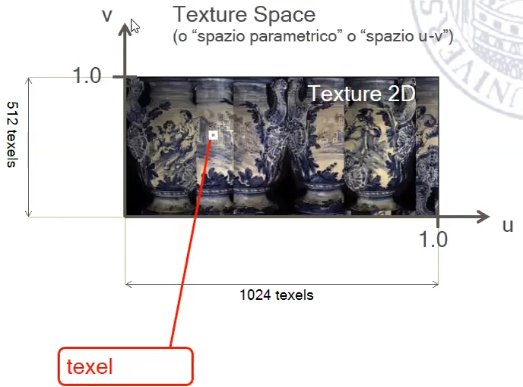 v
Texture Space
(o “spazio parametrico” o “spazio u-v”)
1.0
Texture 2D
512 texels
u
1.0
1024 texels
texel